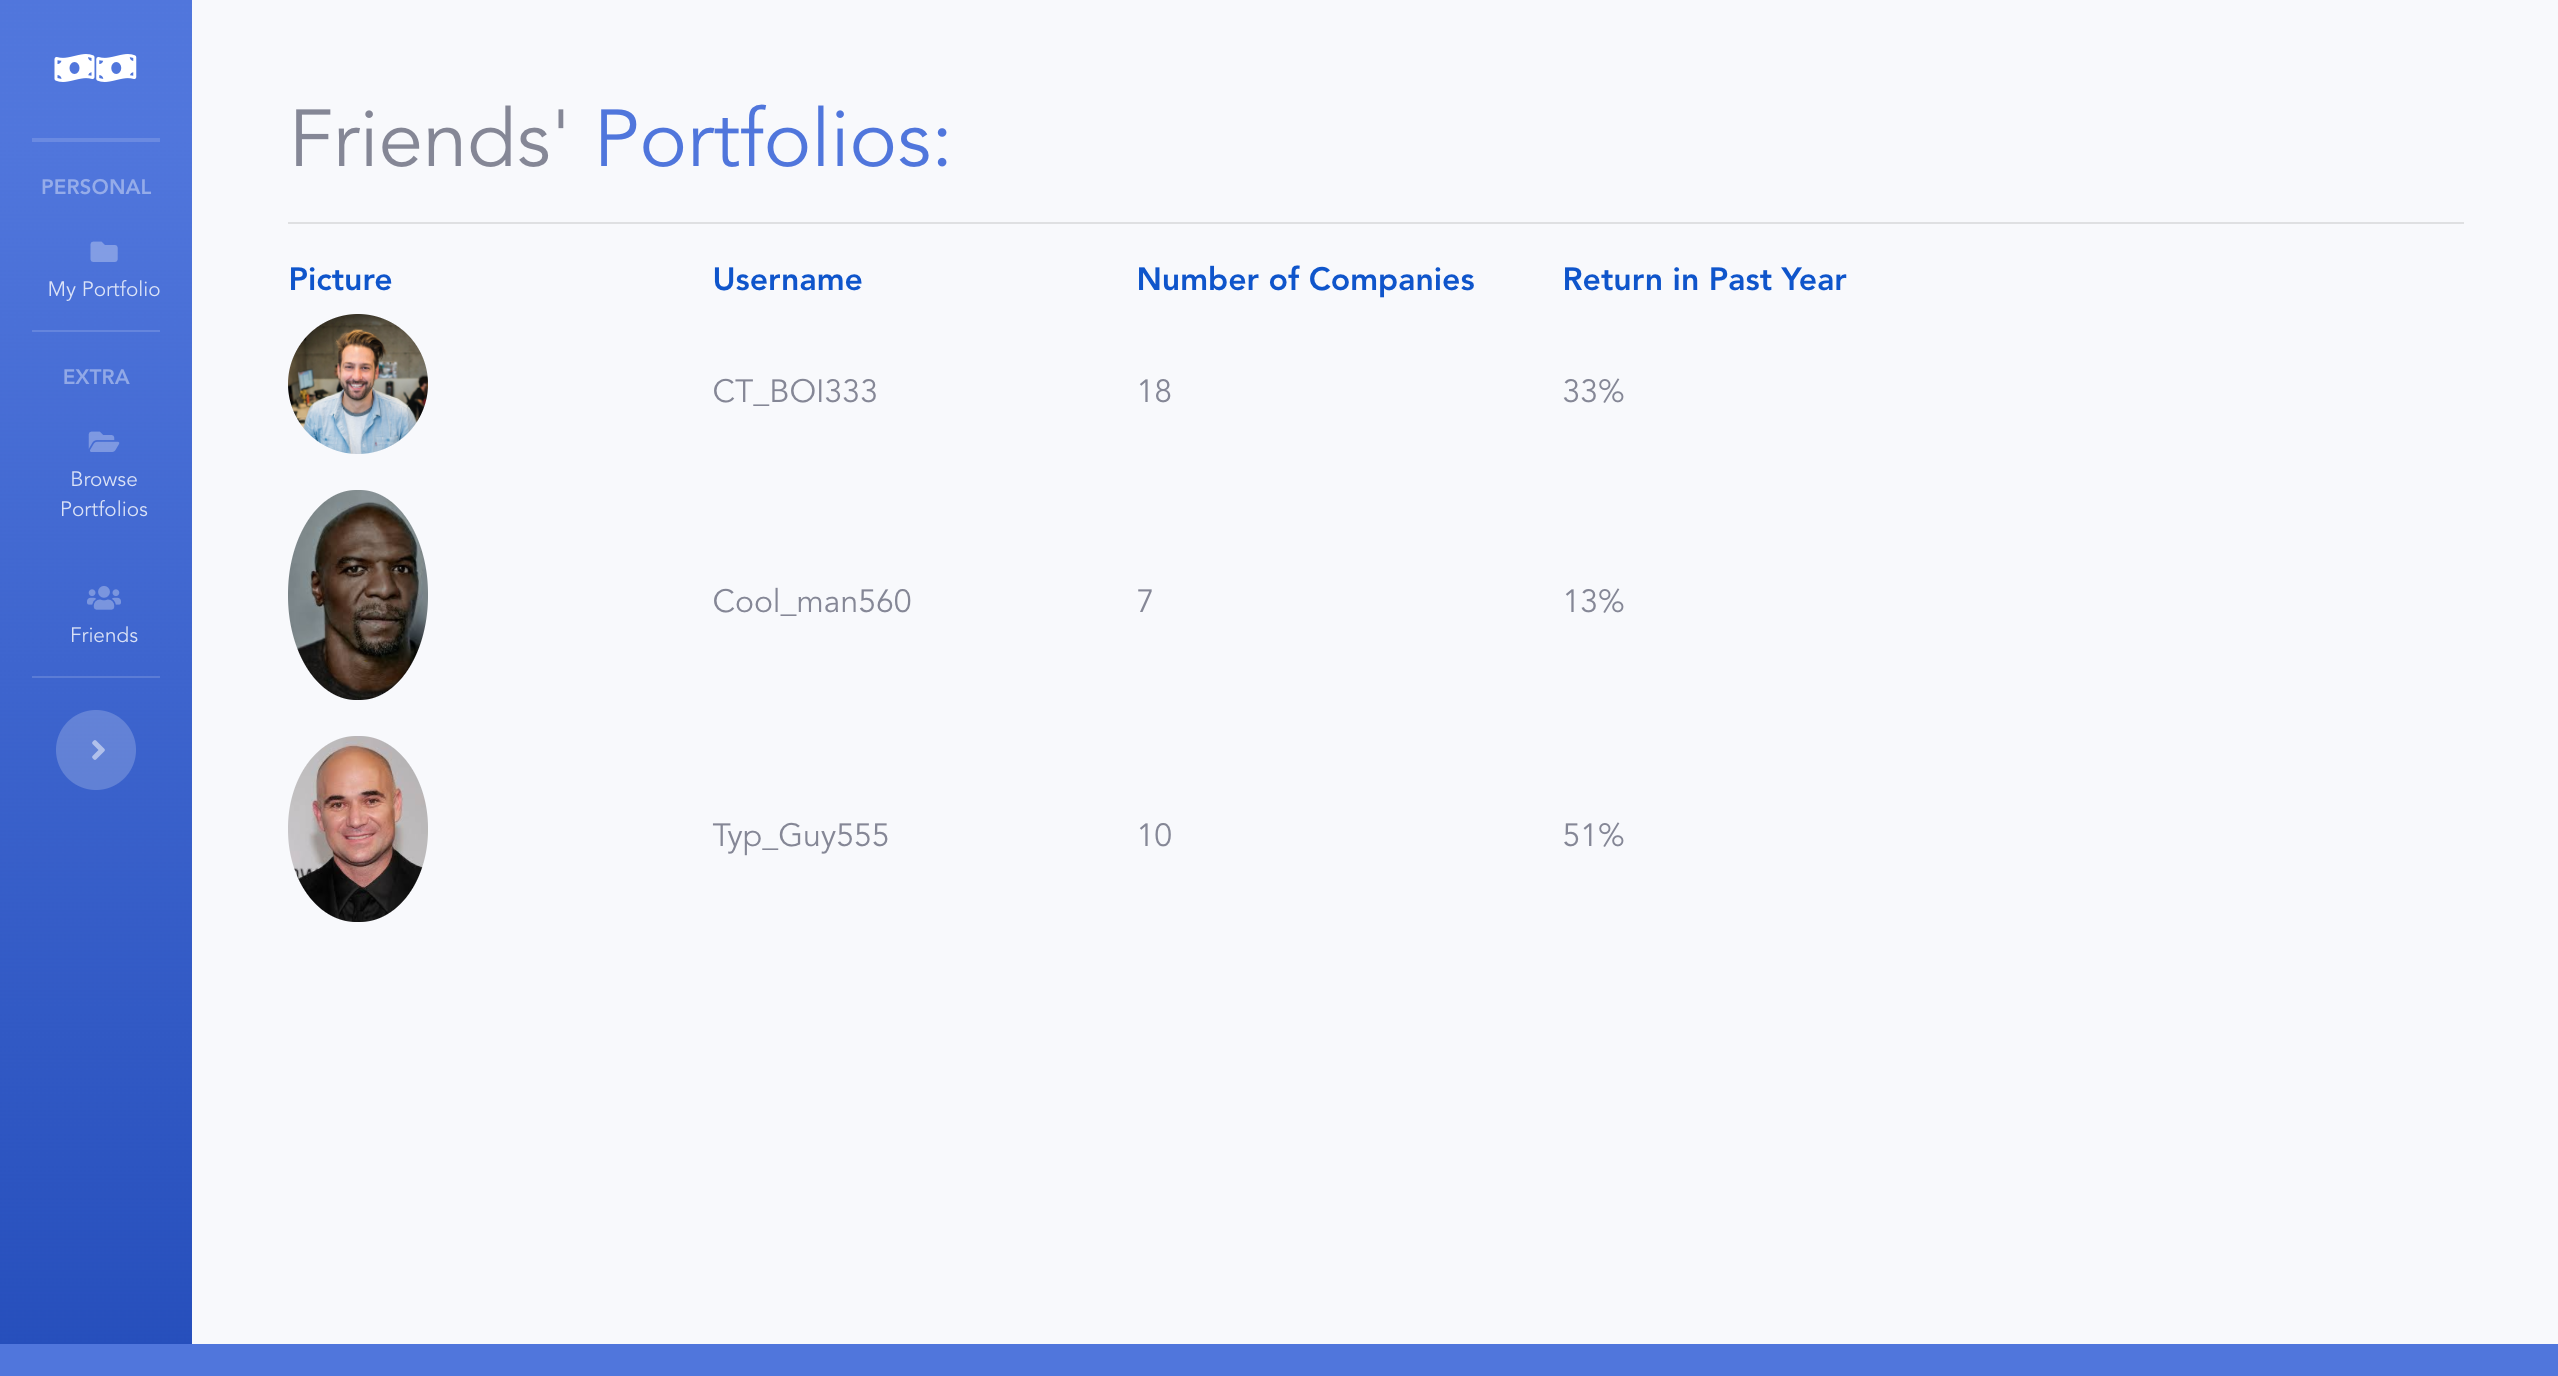 Friends' Portfolios:
PERSONAL
My Portfolio
EXTRA
Browse
Portfolios
Friends
Picture Username Number of Companies Return in Past Year
CT_BOI333 18 33%
Cool_man560 7 13%
Typ_Guy555 10 51%